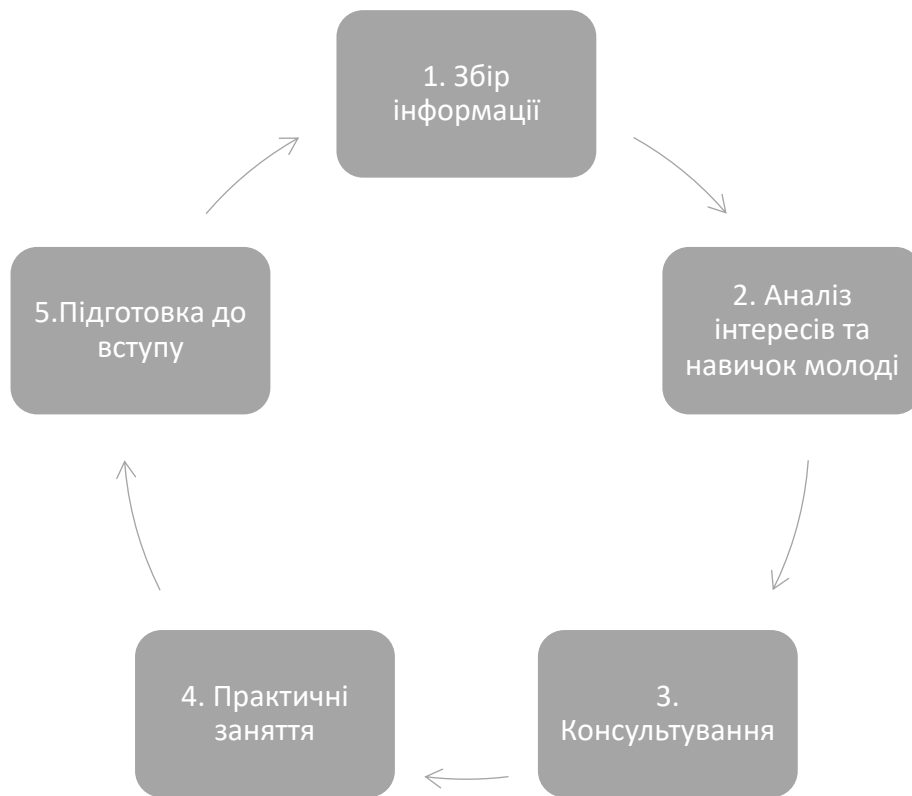 1. Збір
інформації
2. Аналіз
інтересів та
навичок молоді
3.
Консультування
4. Практичні
заняття
5.Підготовка до
вступу